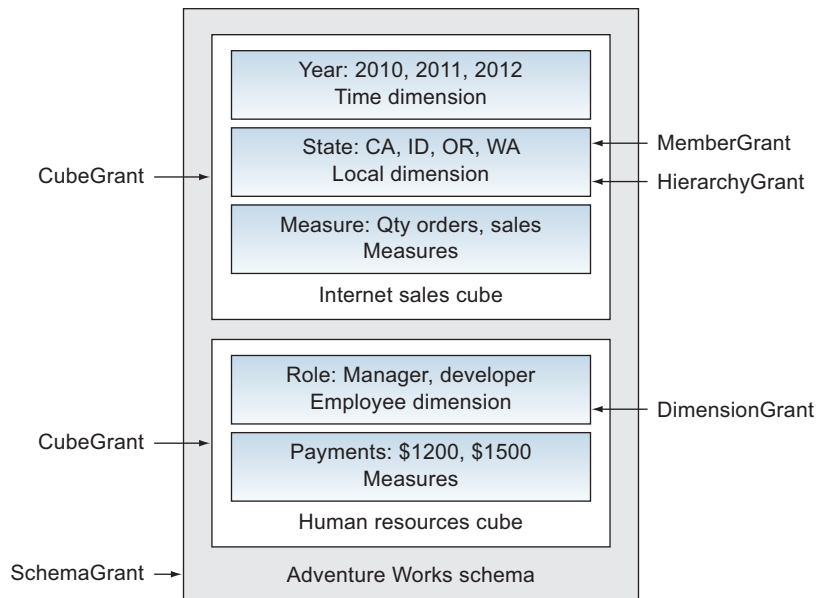 Year: 2010, 2011, 2012
Time dimension
State: CA, ID, OR, WA
Local dimension
MemberGrant
CubeGrant
HierarchyGrant
Measure: Qty orders, sales
Measures
Internet sales cube
Role: Manager, developer
Employee dimension
DimensionGrant
CubeGrant
Payments: $1200, $1500
Measures
Human resources cube
SchemaGrant
Adventure Works schema